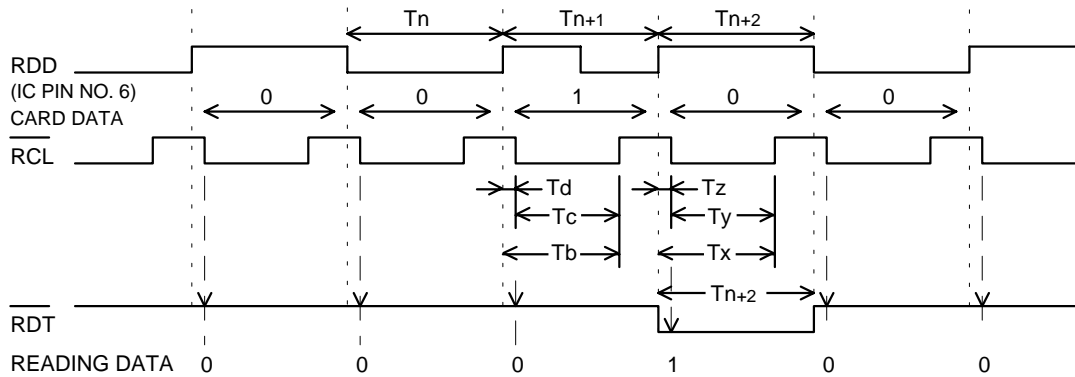 Tn Tn+1 Tn+2
RDD
(IC PIN NO. 6)
CARD DATA 0 0 1 0 0
RCL
Td Tz
Tc Ty
Tb Tx
Tn+2
RDT
READING DATA 0 0 0 1 0 0